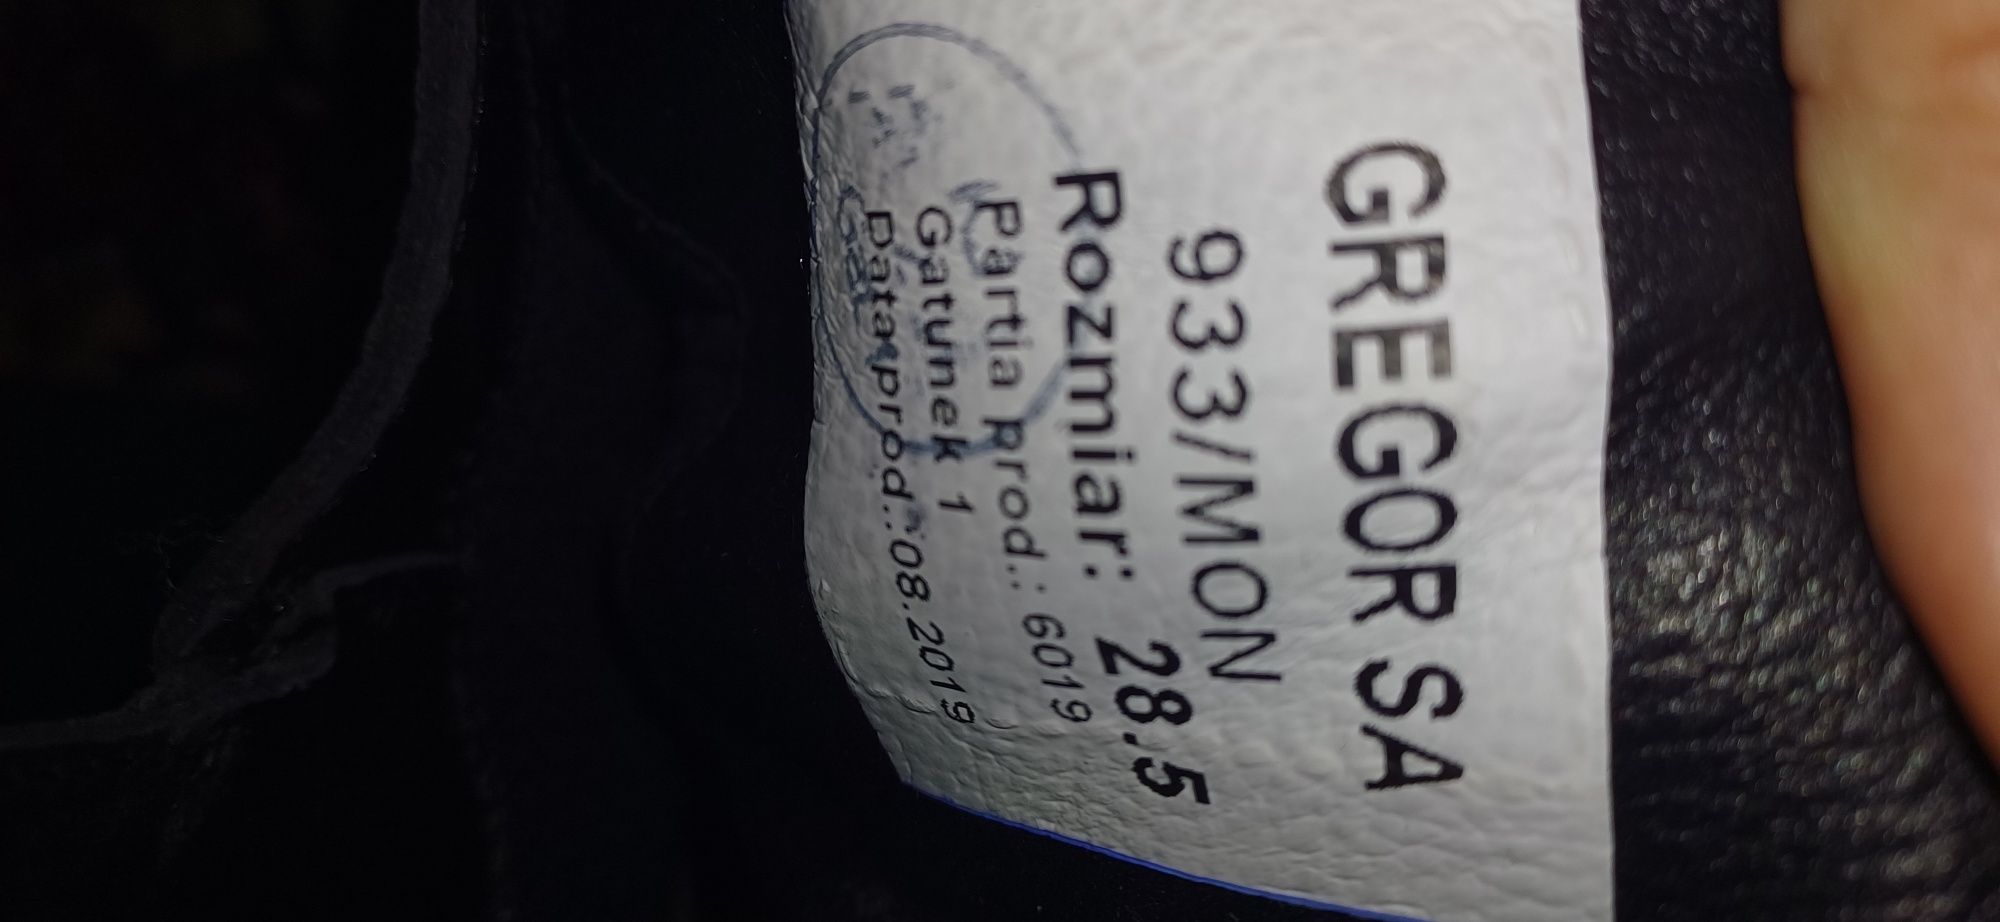 GREGOR SA
933/MON
Rozmiar: 28.5
Partia Prod.: 6019
Gatunek 1
Data prod.: 08.2019